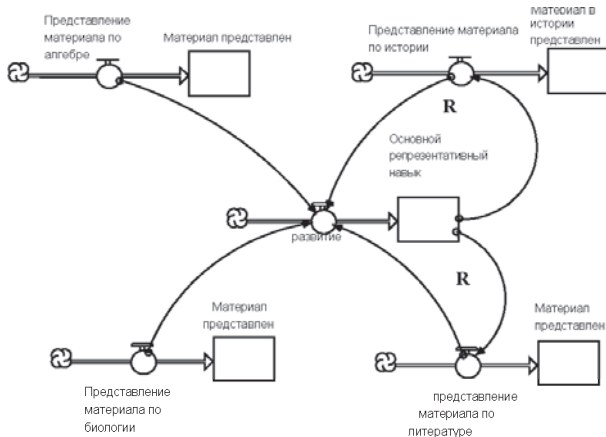 Представление
материала по
алгебре
Материал представлен
Представление материала
по истории
Материал в
истории
представлен
R
Основной
репрезентативный
навык
развитие
R
Материал
представлен
Материал
представлен
Представление
материала по
биологии
представление
материала по
литературе